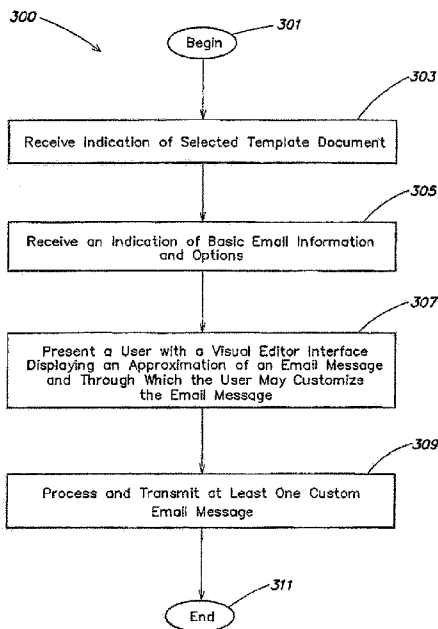 300
301
Begin
303
Receive Indication of Selected Template Document
305
Receive an Indication of Basic Email Information
and Options
307
Present a User with a Visual Editor Interface
Displaying an Approximation of an Email Message
and Through Which the User May Customize
the Email Message
309
Process and Transmit at Least One Custom
Email Message
311
End